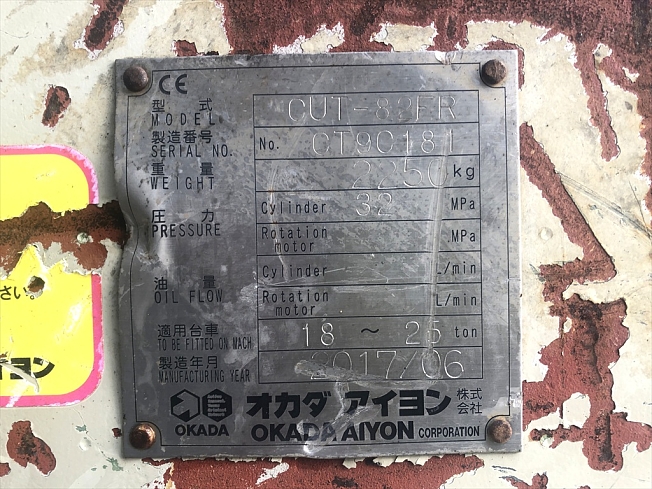 CE
型 式 MODEL CUT-82FR
製造番号 SERIAL NO. No. CT90181
重 量 WEIGHT 2250 kg
圧 力 PRESSURE Cylinder 32 MPa
Rotation motor MPa
油 量 OIL FLOW Cylinder L/min
Rotation motor L/min
適用台車 TO BE FITTED ON MACH 18 ~ 25 ton
製造年月 MANUFACTURING YEAR 2017/06
OKADA オカダ アイヨン 株式会社
OKADA AIYON CORPORATION
さい。
イヨン